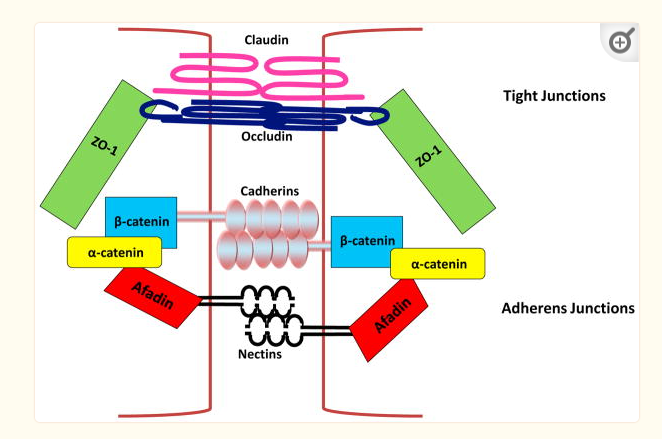 Claudin
Tight Junctions
ZO-1
Occludin
ZO-1
Cadherins
β-catenin
β-catenin
α-catenin
α-catenin
Afadin
Afadin
Adherens Junctions
Nectins